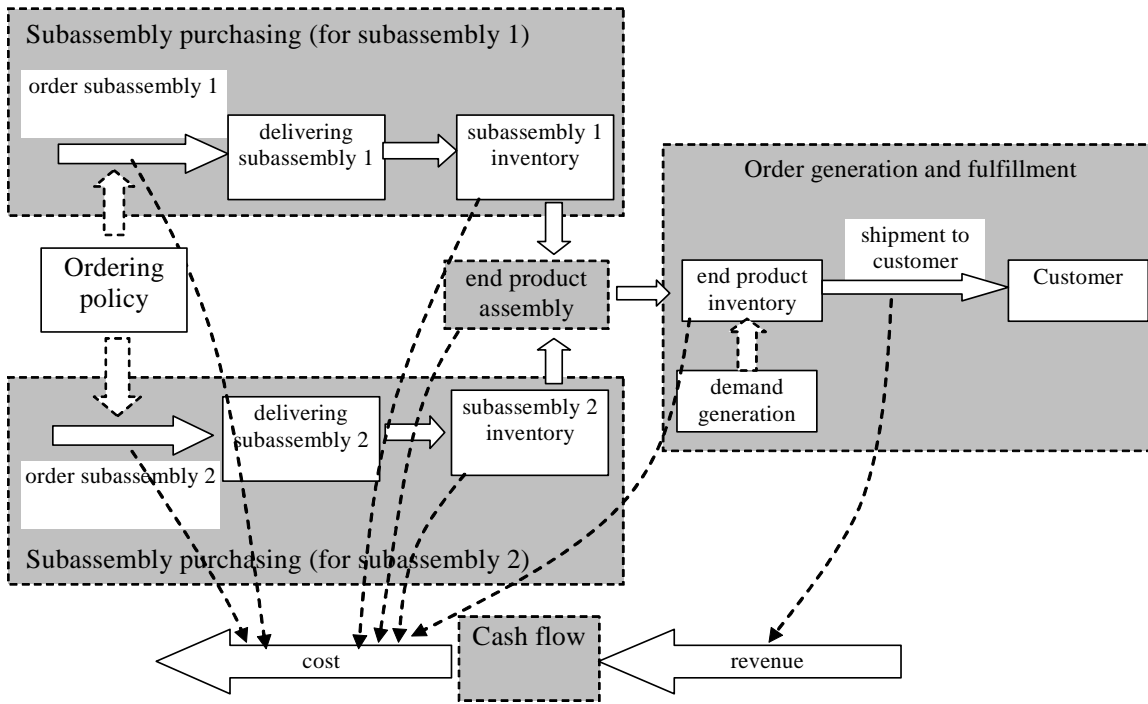 Subassembly purchasing (for subassembly 1)
order subassembly 1
delivering
subassembly 1
subassembly 1
inventory
Order generation and fulfillment
shipment to
customer
Ordering
policy
end product
assembly
end product
inventory
Customer
demand
generation
delivering
subassembly 2
subassembly 2
inventory
order subassembly 2
Subassembly purchasing (for subassembly 2)
Cash flow
cost
revenue